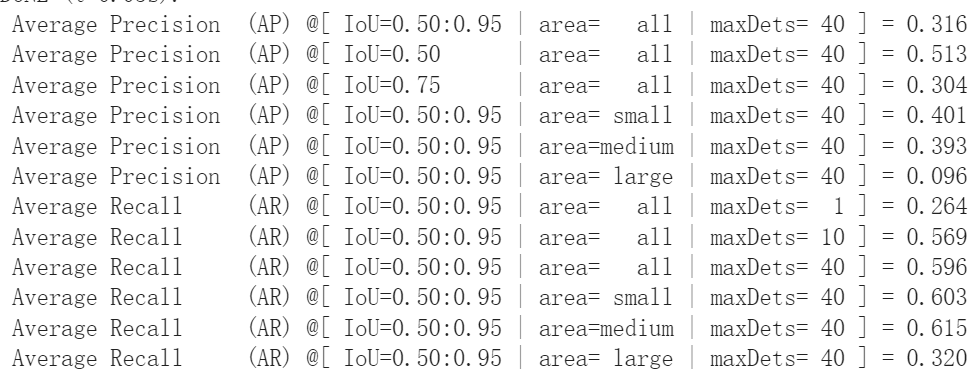 Average Precision  (AP) @[ IoU=0.50:0.95 | area=   all | maxDets= 40 ] = 0.316
Average Precision  (AP) @[ IoU=0.50      | area=   all | maxDets= 40 ] = 0.513
Average Precision  (AP) @[ IoU=0.75      | area=   all | maxDets= 40 ] = 0.304
Average Precision  (AP) @[ IoU=0.50:0.95 | area= small | maxDets= 40 ] = 0.401
Average Precision  (AP) @[ IoU=0.50:0.95 | area=medium | maxDets= 40 ] = 0.393
Average Precision  (AP) @[ IoU=0.50:0.95 | area= large | maxDets= 40 ] = 0.096
Average Recall     (AR) @[ IoU=0.50:0.95 | area=   all | maxDets=  1 ] = 0.264
Average Recall     (AR) @[ IoU=0.50:0.95 | area=   all | maxDets= 10 ] = 0.569
Average Recall     (AR) @[ IoU=0.50:0.95 | area=   all | maxDets= 40 ] = 0.596
Average Recall     (AR) @[ IoU=0.50:0.95 | area= small | maxDets= 40 ] = 0.603
Average Recall     (AR) @[ IoU=0.50:0.95 | area=medium | maxDets= 40 ] = 0.615
Average Recall     (AR) @[ IoU=0.50:0.95 | area= large | maxDets= 40 ] = 0.320